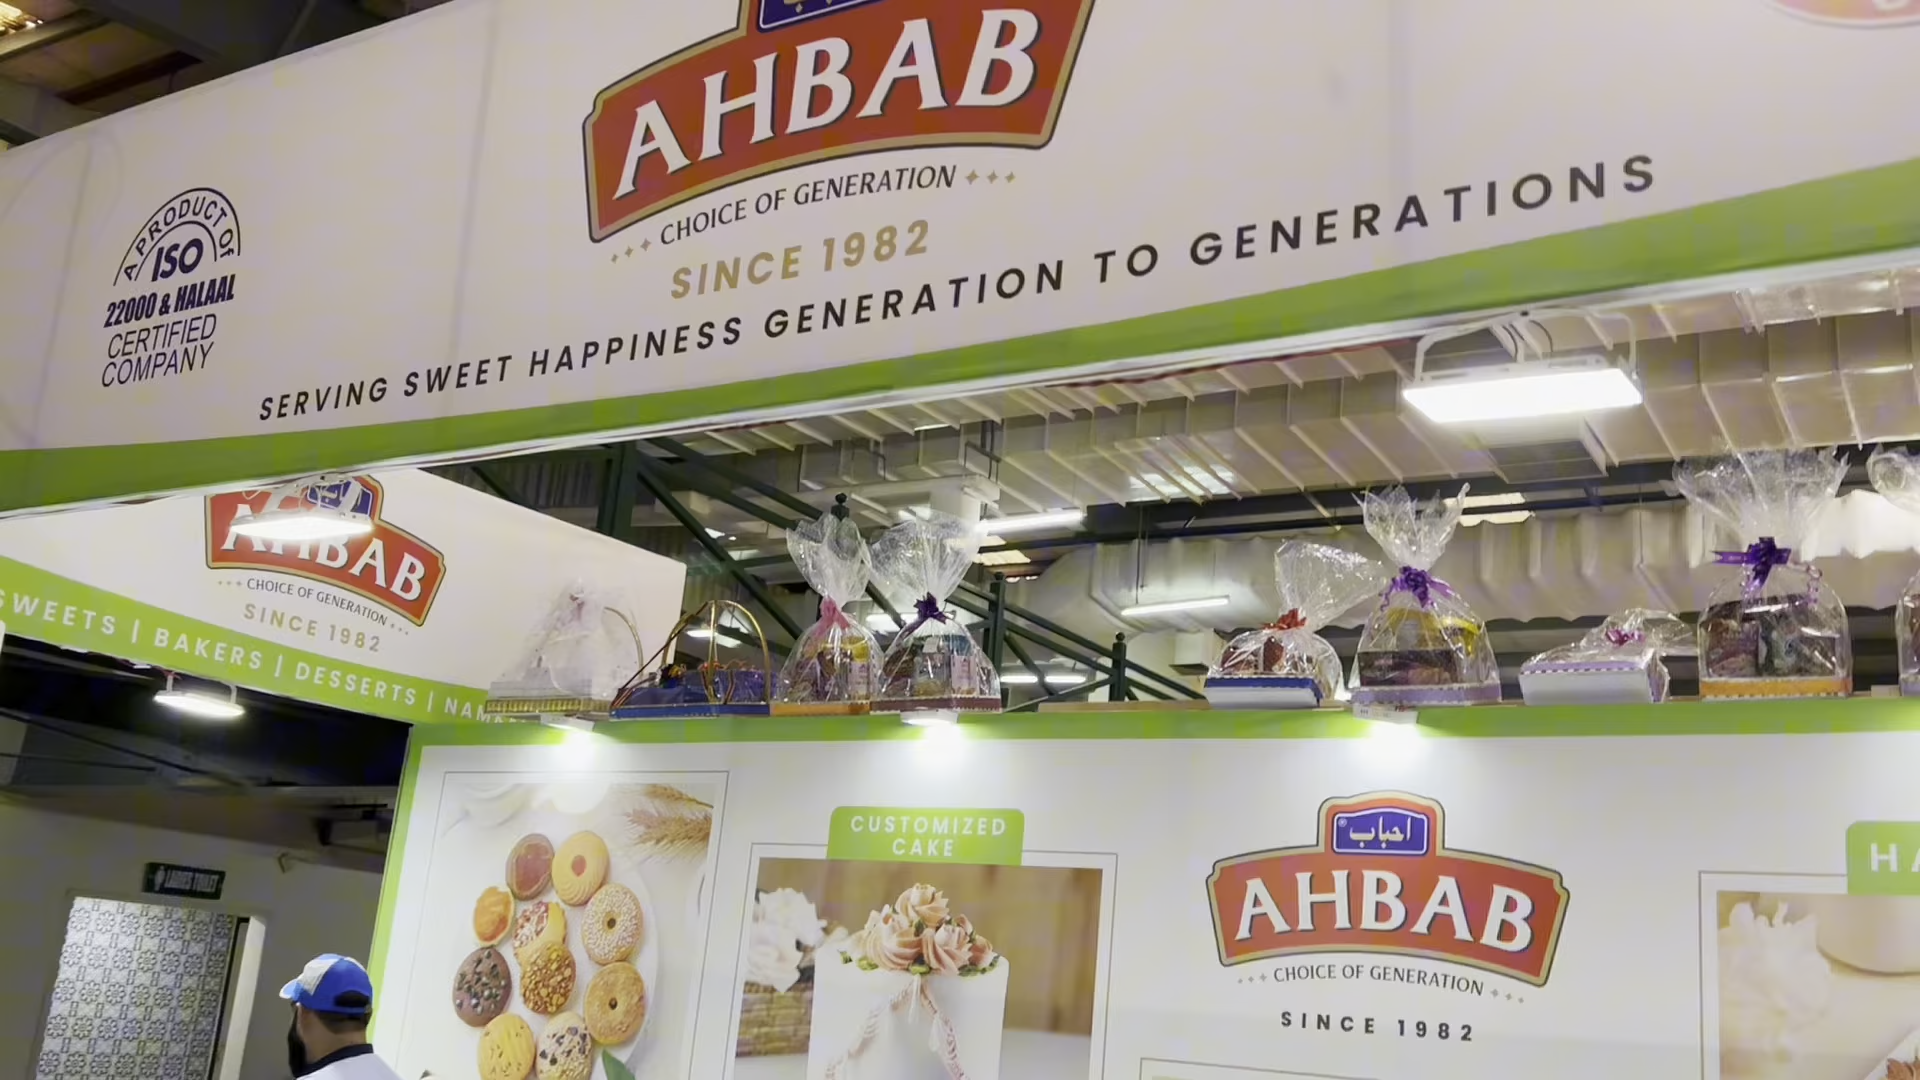 AHBAB
CHOICE OF GENERATION
SINCE 1982
SERVING SWEET HAPPINESS GENERATION TO GENERATIONS
A PRODUCT OF
ISO
22000 & HALAAL
CERTIFIED
COMPANY
AHBAB
CHOICE OF GENERATION
SINCE 1982
SWEETS | BAKERS | DESSERTS |
LADIES TOILET
CUSTOMIZED
CAKE
احباب
AHBAB
CHOICE OF GENERATION
SINCE 1982